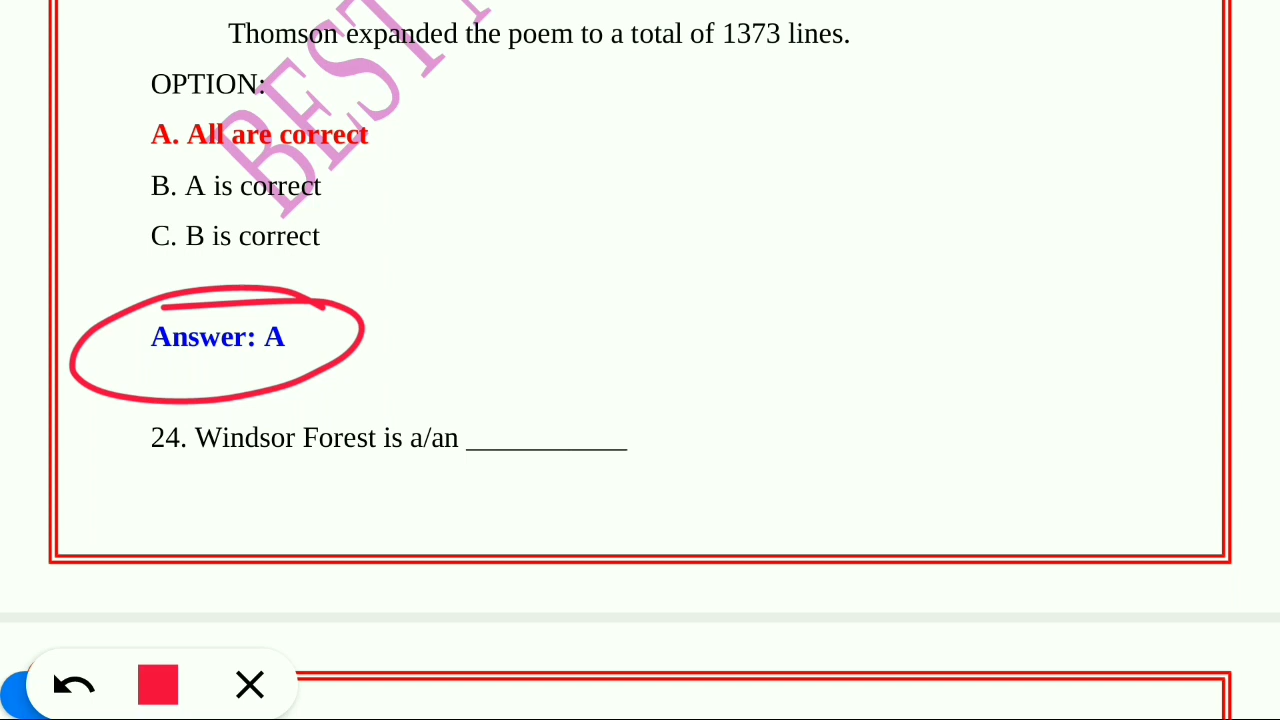 Thomson expanded the poem to a total of 1373 lines.
OPTION:
A. All are correct
B. A is correct
C. B is correct
Answer: A
24. Windsor Forest is a/an ___________
BEST